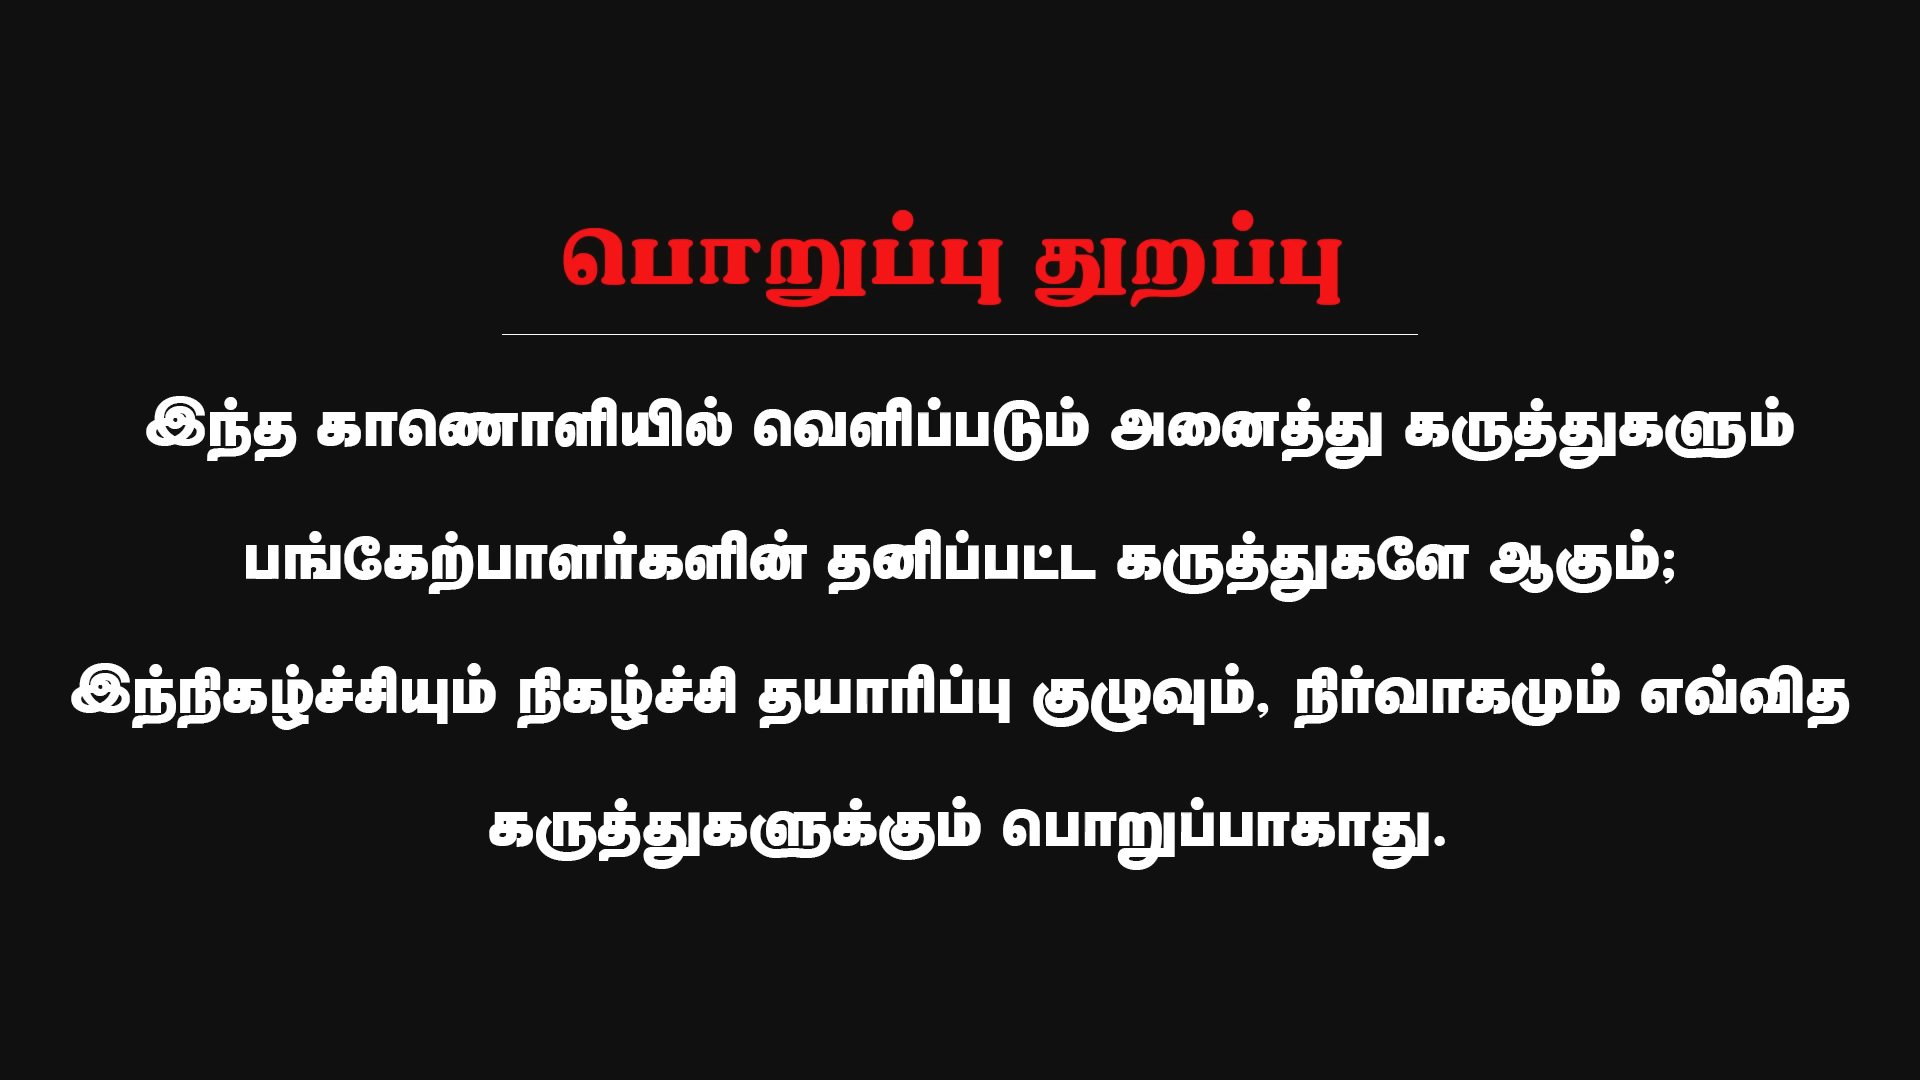 பொறுப்பு துறப்பு
இந்த காணொளியில் வெளிப்படும் அனைத்து கருத்துகளும்
பங்கேற்பாளர்களின் தனிப்பட்ட கருத்துகளே ஆகும்;
இந்நிகழ்ச்சியும் நிகழ்ச்சி தயாரிப்பு குழுவும், நிர்வாகமும் எவ்வித
கருத்துகளுக்கும் பொறுப்பாகாது.